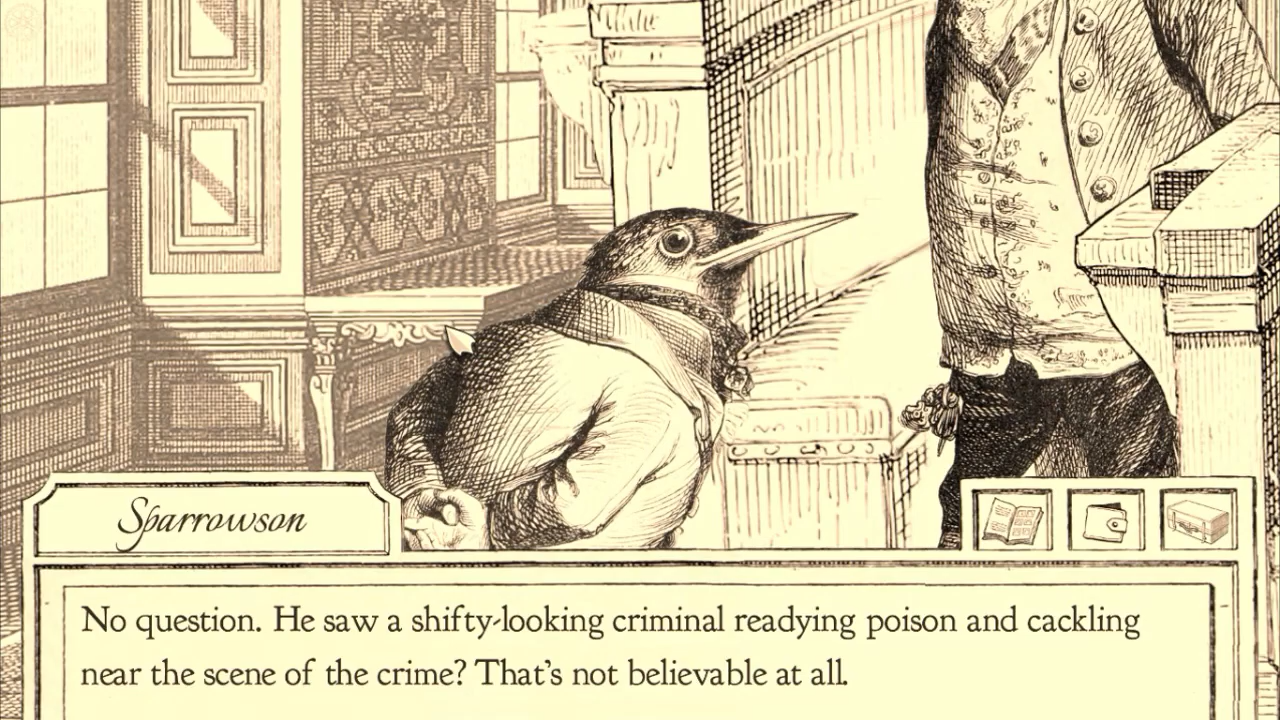 Sparrowson
No question. He saw a shifty-looking criminal readying poison and cackling
near the scene of the crime? That's not believable at all.